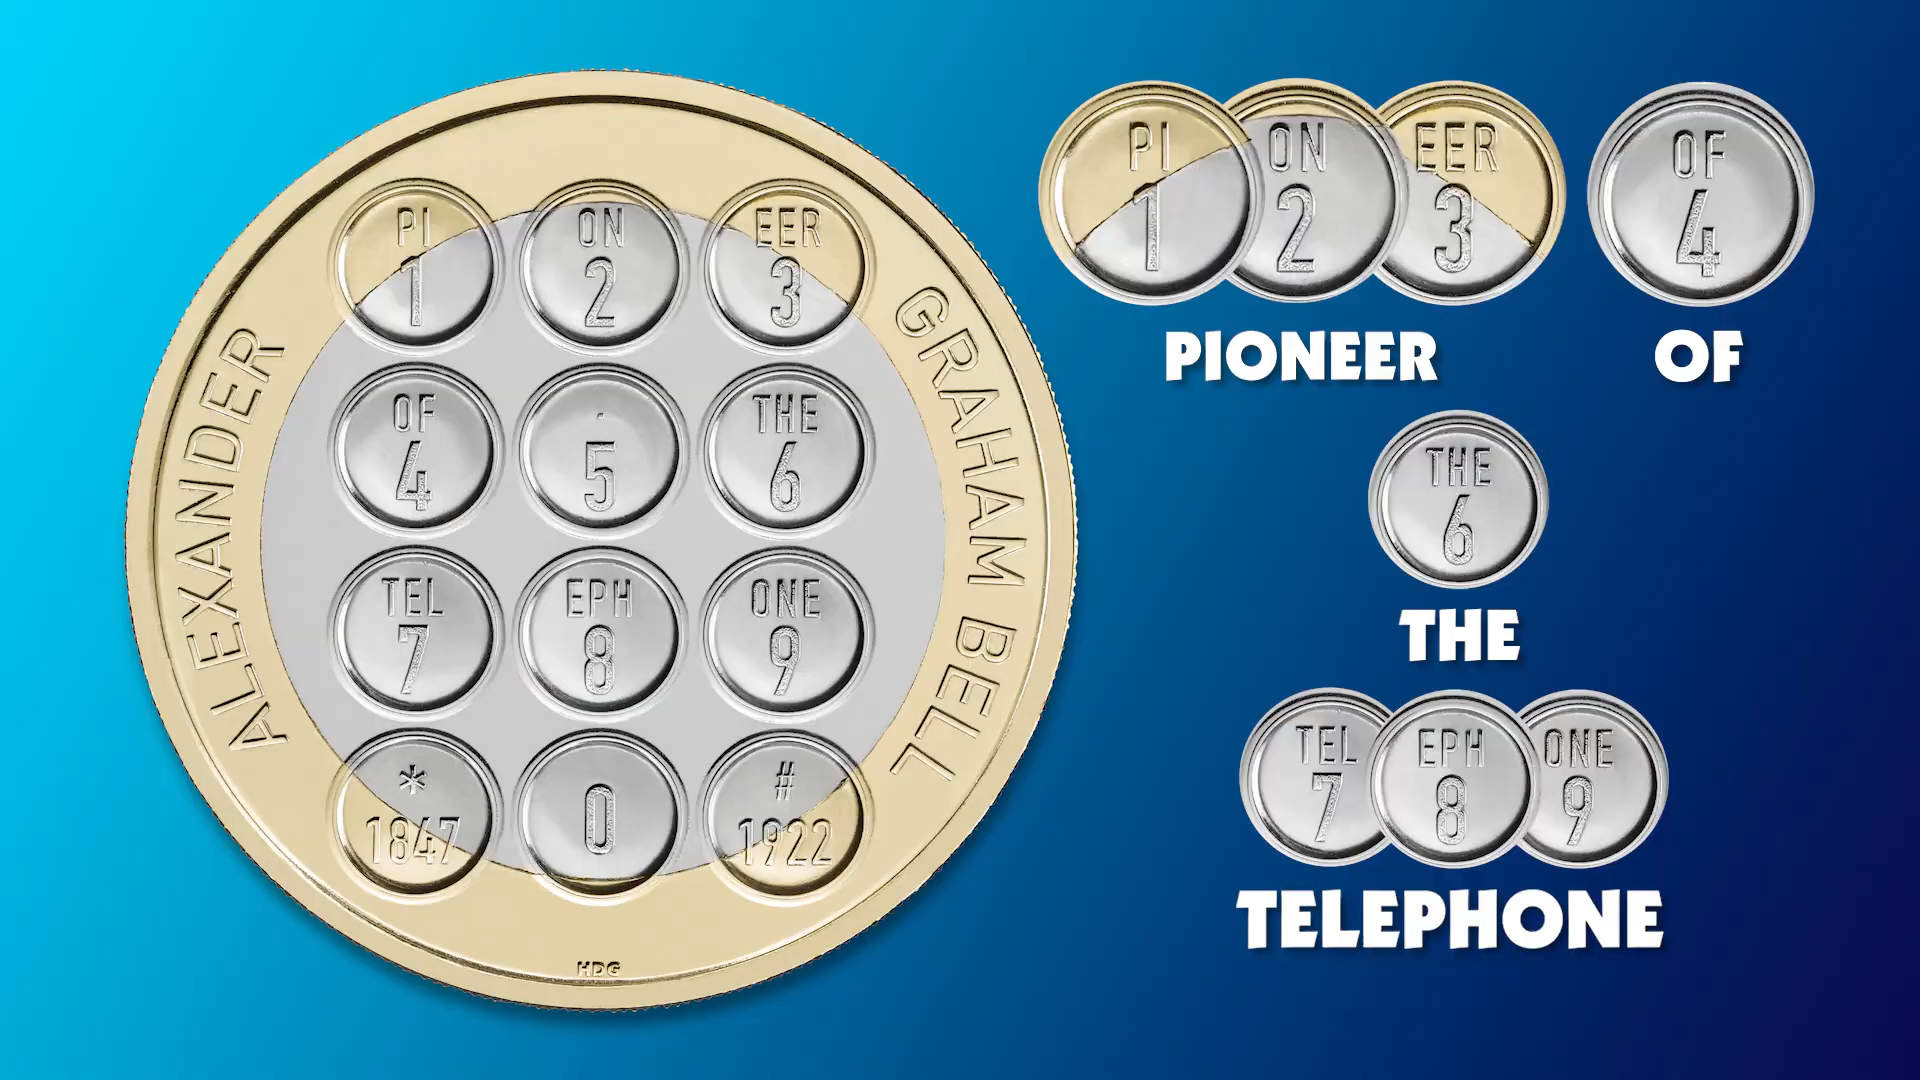 ALEXANDER
GRAHAM BELL
PI ON EER
1 2 3
OF · THE
4 5 6
TEL EPH ONE
7 8 9
* #
1847 0 1922
HDG
PI ON EER OF
1 2 3 4
PIONEER OF
THE
6
THE
TEL EPH ONE
7 8 9
TELEPHONE